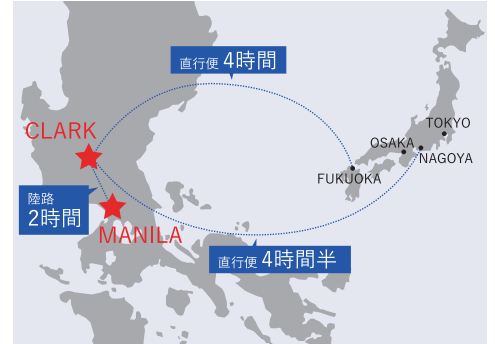 直行便 4時間
TOKYO
CLARK
OSAKA
NAGOYA
FUKUOKA
陸路
2時間
MANILA
直行便 4時間半